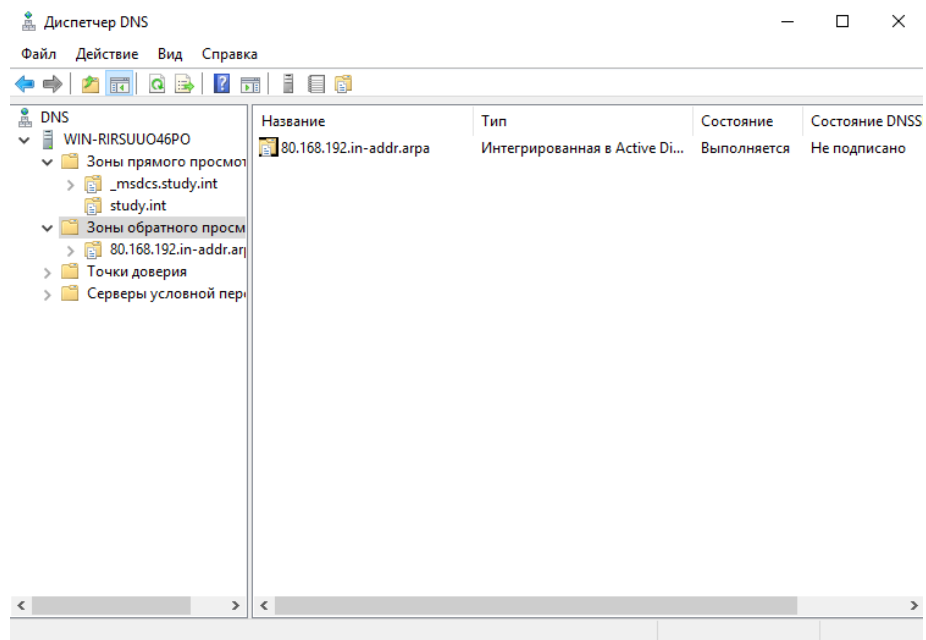 Диспетчер DNS
Файл Действие Вид Справка
DNS
WIN-RIRSUUO46PO
Зоны прямого просмот
_msdcs.study.int
study.int
Зоны обратного просм
80.168.192.in-addr.arp
Точки доверия
Серверы условной пер
Название Тип Состояние Состояние DNSS
80.168.192.in-addr.arpa Интегрированная в Active Di... Выполняется Не подписано